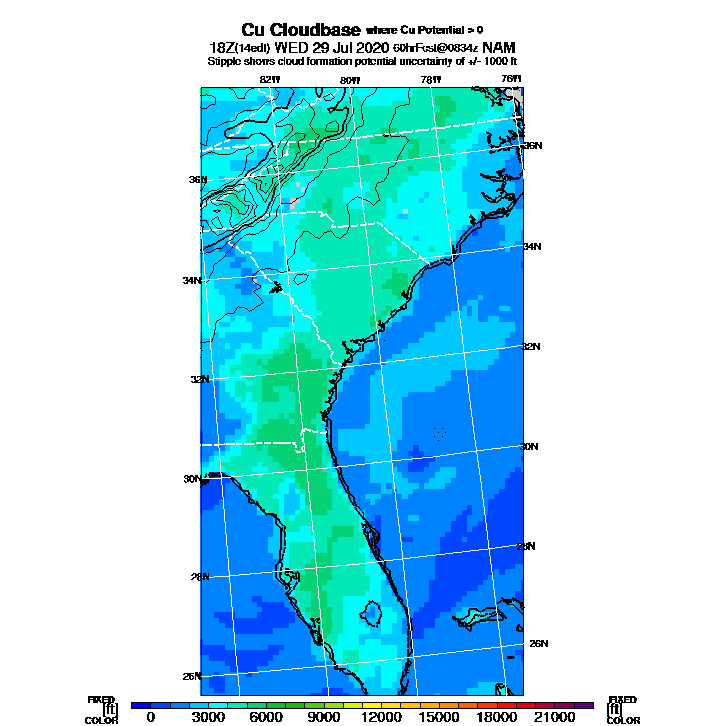 Cu Cloudbase where Cu Potential > 0
18Z(14edt) WED 29 Jul 2020 60hrFcst@0834z NAM
Stipple shows cloud formation potential uncertainty of +/- 1000 ft
82W 80W 78W 76W
36N
36N
34N
34N
32N
32N
30N
30N
28N
28N
26N
26N
FIXED FIXED
[ft] [ft]
COLOR COLOR
0 3000 6000 9000 12000 15000 18000 21000